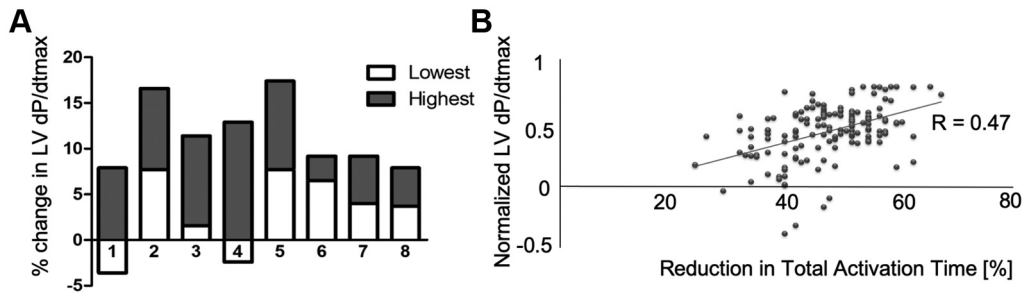 A
% change in LV dP/dtmax
20
15
10
5
0
-5
1 2 3 4 5 6 7 8
Lowest
Highest
B
Normalized LV dP/dtmax
1
0.5
0
-0.5
20 40 60 80
R = 0.47
Reduction in Total Activation Time [%]